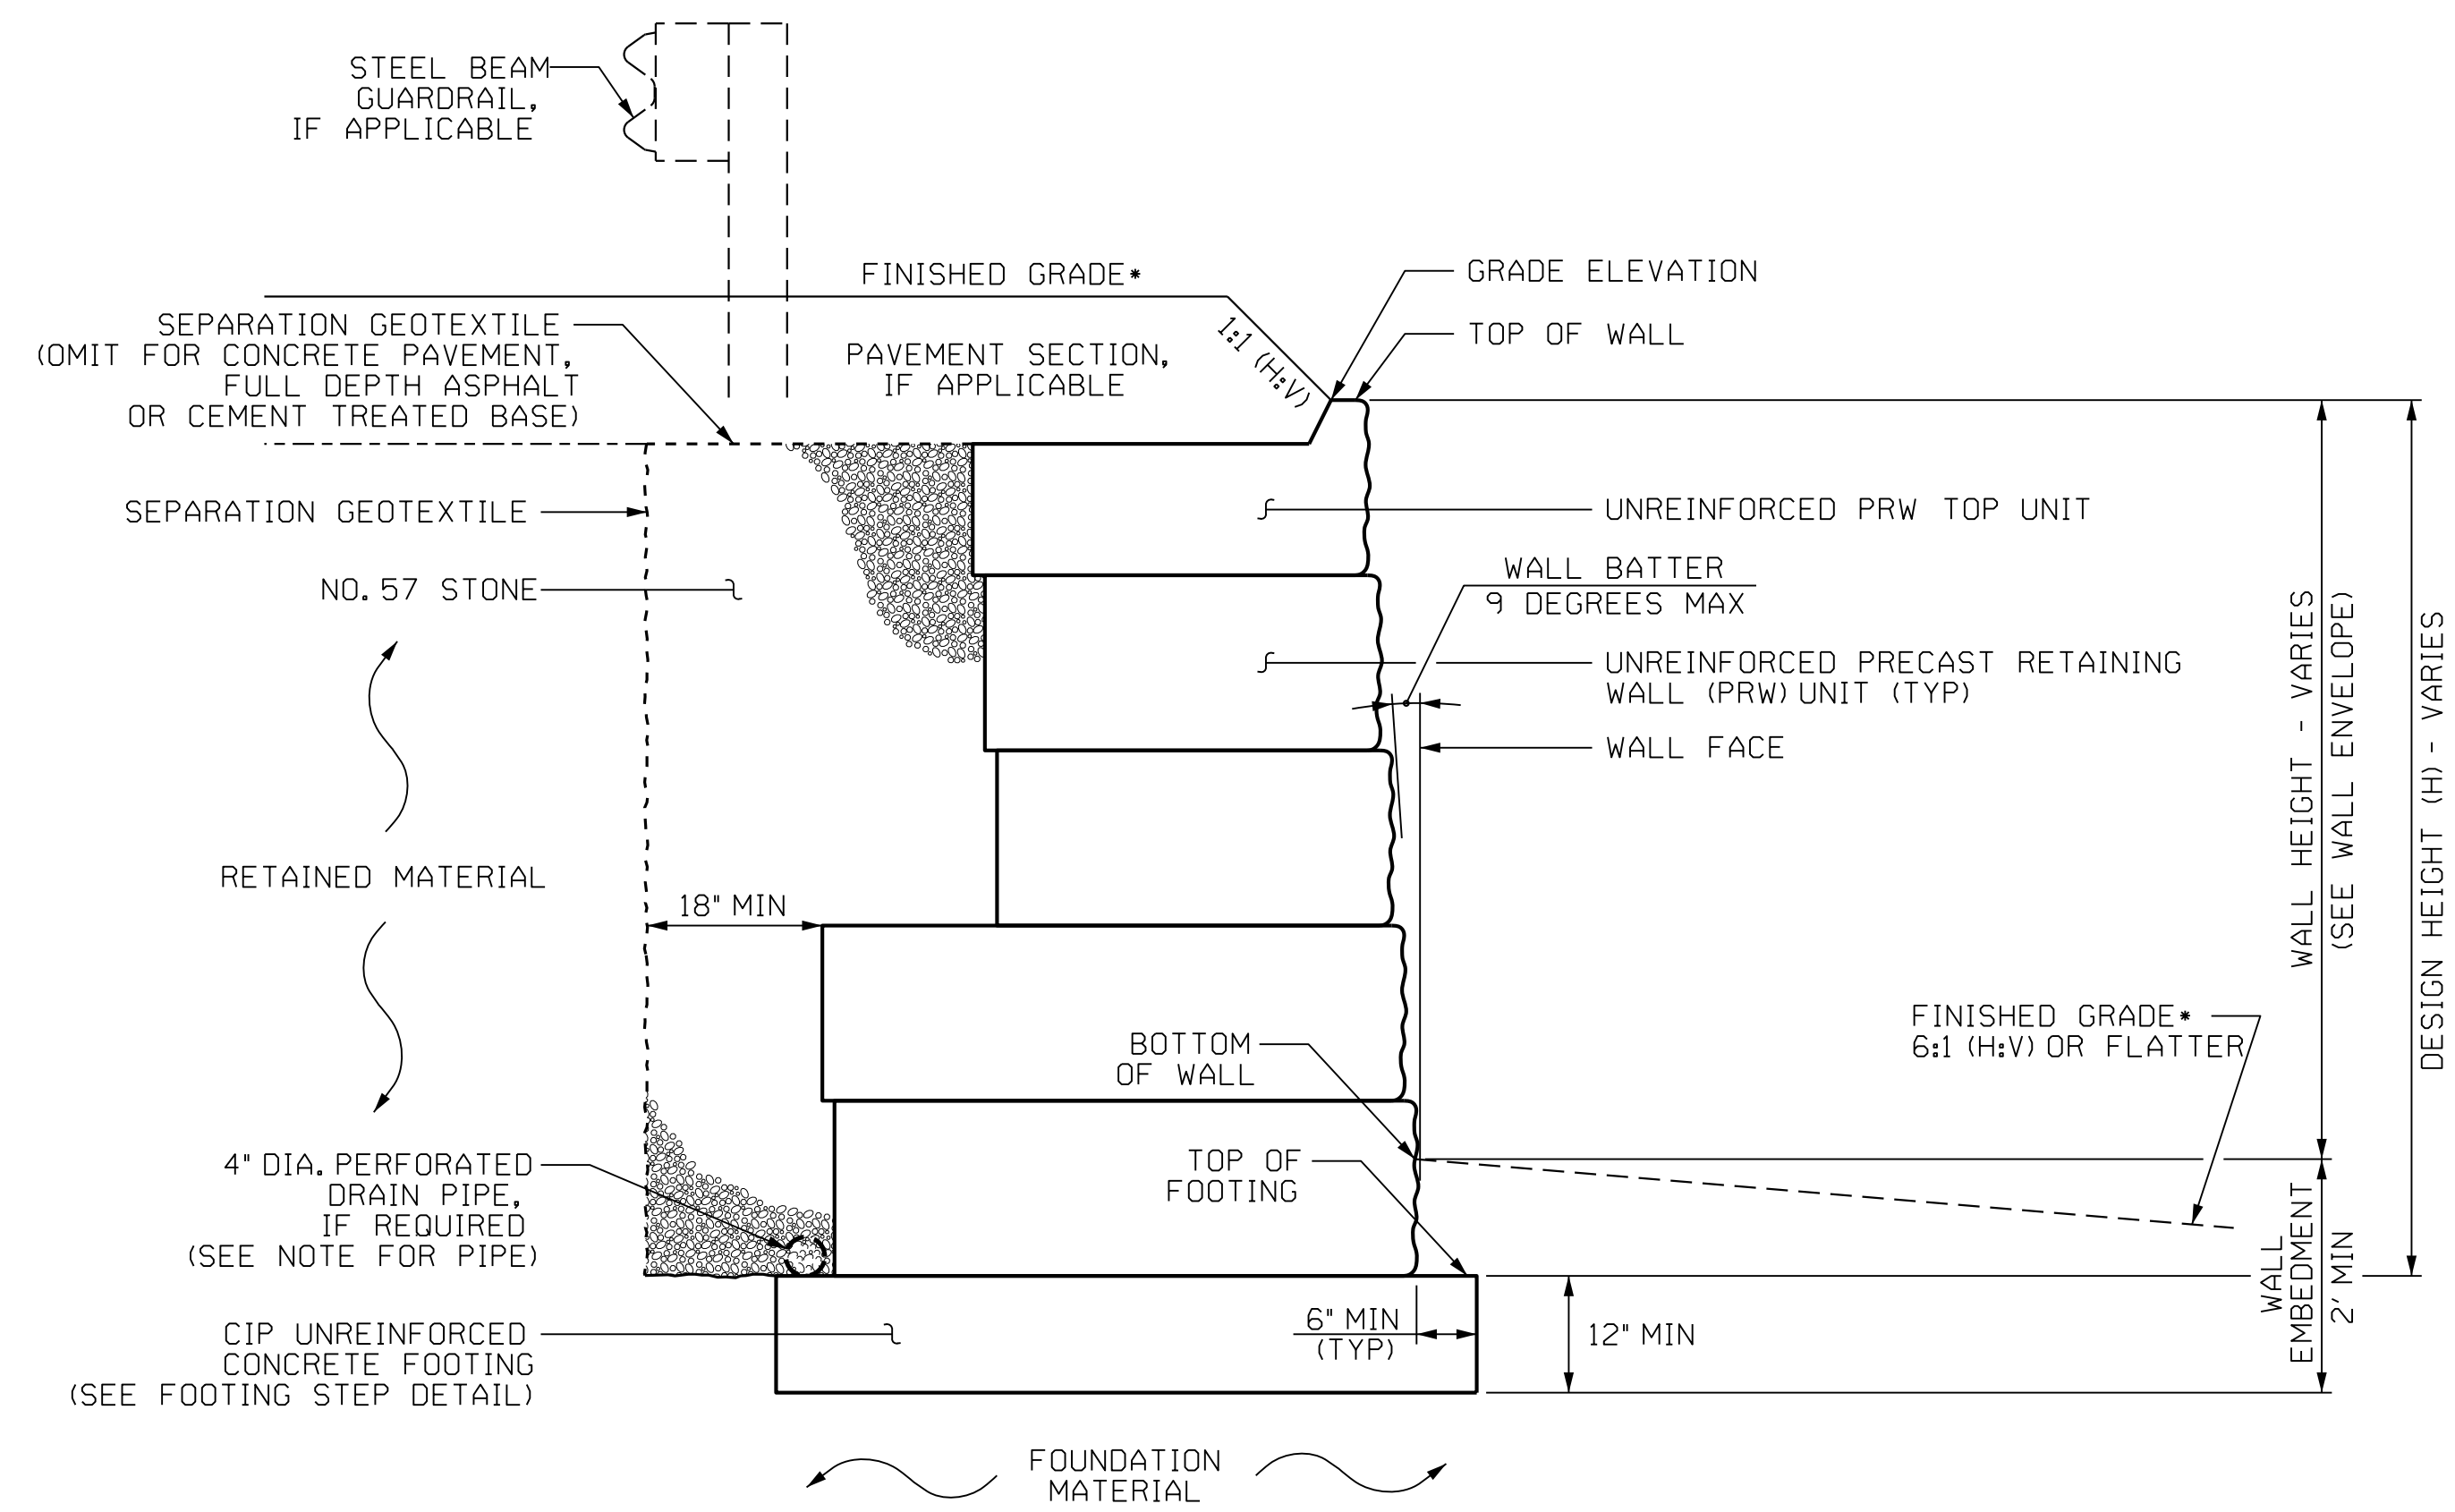 STEEL BEAM
GUARDRAIL,
IF APPLICABLE
FINISHED GRADE*
GRADE ELEVATION
SEPARATION GEOTEXTILE
(OMIT FOR CONCRETE PAVEMENT,
FULL DEPTH ASPHALT
OR CEMENT TREATED BASE)
PAVEMENT SECTION,
IF APPLICABLE
1:1 (H:V)
TOP OF WALL
SEPARATION GEOTEXTILE
UNREINFORCED PRW TOP UNIT
NO. 57 STONE
WALL BATTER
9 DEGREES MAX
UNREINFORCED PRECAST RETAINING
WALL (PRW) UNIT (TYP)
WALL FACE
WALL HEIGHT - VARIES
(SEE WALL ENVELOPE)
DESIGN HEIGHT (H) - VARIES
RETAINED MATERIAL
18" MIN
FINISHED GRADE*
6:1 (H:V) OR FLATTER
BOTTOM
OF WALL
TOP OF
FOOTING
4" DIA. PERFORATED
DRAIN PIPE,
IF REQUIRED
(SEE NOTE FOR PIPE)
WALL
EMBEDMENT
2' MIN
CIP UNREINFORCED
CONCRETE FOOTING
(SEE FOOTING STEP DETAIL)
6" MIN
(TYP)
12" MIN
FOUNDATION
MATERIAL